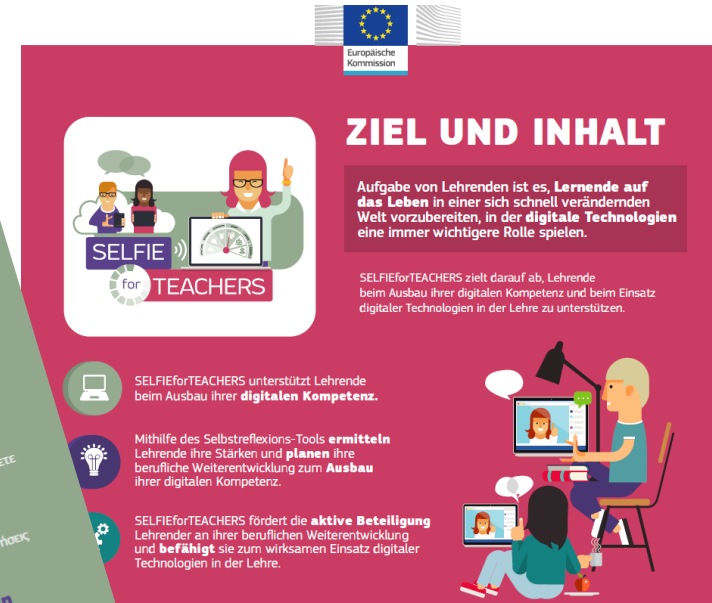 Europäische
Kommission
ZIEL UND INHALT
Aufgabe von Lehrenden ist es, Lernende auf
das Leben in einer sich schnell verändernden
Welt vorzubereiten, in der digitale Technologien
eine immer wichtigere Rolle spielen.
SELFIE
for TEACHERS
SELFIEforTEACHERS zielt darauf ab, Lehrende
beim Ausbau ihrer digitalen Kompetenz und beim Einsatz
digitaler Technologien in der Lehre zu unterstützen.
SELFIEforTEACHERS unterstützt Lehrende
beim Ausbau ihrer digitalen Kompetenz.
Mithilfe des Selbstreflexions-Tools ermitteln
Lehrende ihre Stärken und planen ihre
berufliche Weiterentwicklung zum Ausbau
ihrer digitalen Kompetenz.
SELFIEforTEACHERS fördert die aktive Beteiligung
Lehrender an ihrer beruflichen Weiterentwicklung
und befähigt sie zum wirksamen Einsatz digitaler
Technologien in der Lehre.